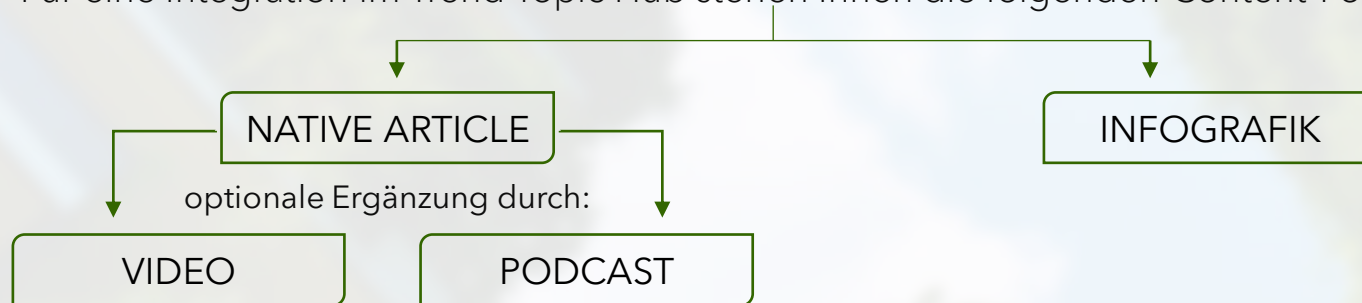 Für eine Integration im Trend Topic Hub stehen Ihnen die folgenden Content
NATIVE ARTICLE
INFOGRAFIK
optionale Ergänzung durch:
VIDEO
PODCAST